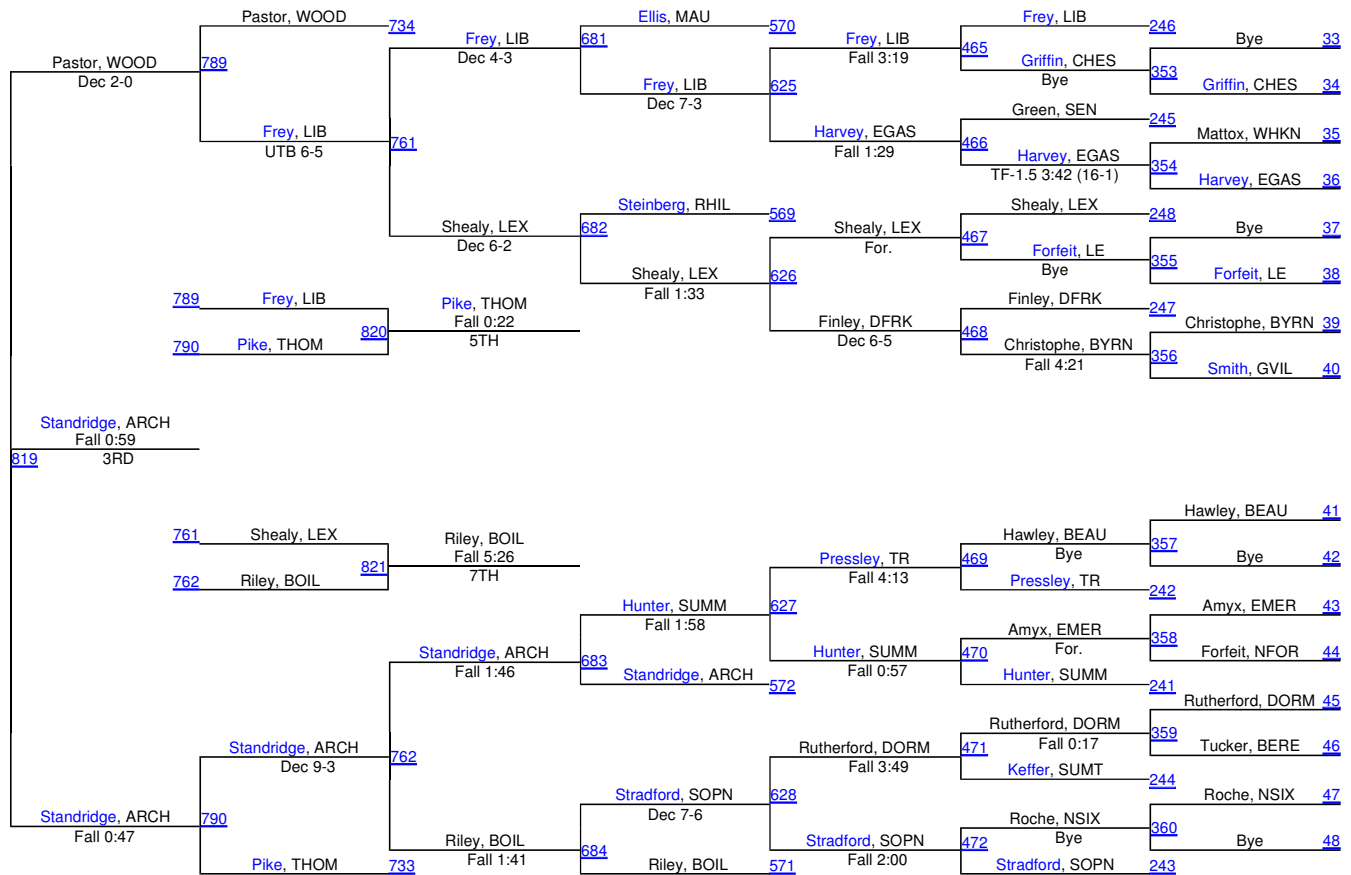 Pastor, WOOD 734 Ellis, MAU 570 Frey, LIB 246
Frey, LIB 681 Frey, LIB 465 Bye 33
Dec 4-3 Fall 3:19
Pastor, WOOD 789 Griffin, CHES 353
Dec 2-0 Bye
Frey, LIB 625 Griffin, CHES 34
Dec 7-3
Green, SEN 245
Frey, LIB 761 Harvey, EGAS 466 Mattox, WHKN 35
UTB 6-5 Fall 1:29
Harvey, EGAS 354
TF-1.5 3:42 (16-1)
Harvey, EGAS 36
Steinberg, RHIL 569 Shealy, LEX 248
Shealy, LEX 682 Shealy, LEX 467 Bye 37
Dec 6-2 For.
Forfeit, LE 355
Bye
Shealy, LEX 626 Forfeit, LE 38
Fall 1:33
789 Frey, LIB Pike, THOM Finley, DFRK 247
Fall 0:22
820 5TH
Finley, DFRK 468 Christophe, BYRN 39
Dec 6-5
790 Pike, THOM Christophe, BYRN 356
Fall 4:21
Smith, GVIL 40
Standridge, ARCH
Fall 0:59
819 3RD
Hawley, BEAU 41
761 Shealy, LEX Riley, BOIL Hawley, BEAU 357
Fall 5:26 Bye
821 7TH
Pressley, TR 469 Bye 42
Fall 4:13
762 Riley, BOIL Pressley, TR 242
Hunter, SUMM 627 Amyx, EMER 43
Fall 1:58
Amyx, EMER 358
For.
Standridge, ARCH 683 Hunter, SUMM 470 Forfeit, NFOR 44
Fall 1:46 Fall 0:57
Standridge, ARCH 572 Hunter, SUMM 241
Rutherford, DORM 45
Rutherford, DORM 359
Fall 0:17
Standridge, ARCH 762 Rutherford, DORM 471 Tucker, BERE 46
Dec 9-3 Fall 3:49
Keffer, SUMT 244
Stradford, SOPN 628 Roche, NSIX 47
Dec 7-6
Standridge, ARCH 790 Roche, NSIX 360
Fall 0:47 Bye
Riley, BOIL 684 Stradford, SOPN 472 Bye 48
Fall 1:41 Fall 2:00
Pike, THOM 733 Riley, BOIL 571 Stradford, SOPN 243